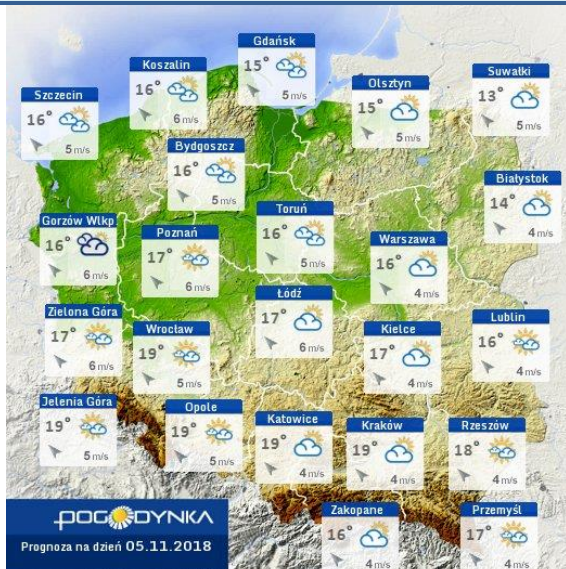 Gdańsk
15°
5 m/s
Koszalin
16°
6 m/s
Suwałki
13°
5 m/s
Olsztyn
15°
5 m/s
Szczecin
16°
5 m/s
Bydgoszcz
16°
5 m/s
Białystok
14°
4 m/s
Toruń
16°
5 m/s
Gorzów Wlkp
16°
6 m/s
Poznań
17°
6 m/s
Warszawa
16°
4 m/s
Łódź
17°
6 m/s
Zielona Góra
17°
6 m/s
Wrocław
19°
5 m/s
Kielce
17°
4 m/s
Lublin
16°
4 m/s
Jelenia Góra
19°
5 m/s
Opole
19°
5 m/s
Katowice
19°
4 m/s
Kraków
19°
4 m/s
Rzeszów
18°
4 m/s
Zakopane
16°
4 m/s
Przemyśl
17°
4 m/s
POGODYNKA
Prognoza na dzień 05.11.2018